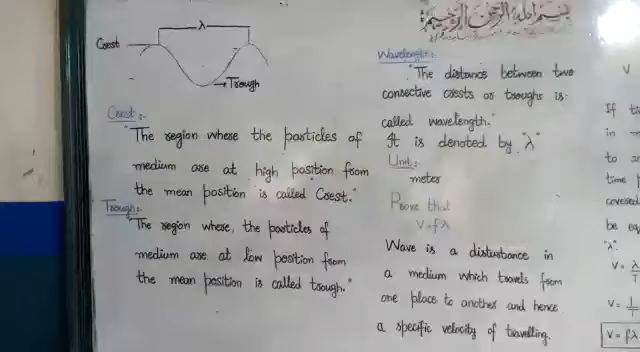 بسم الله الرحمن الرحيم
λ
Crest
Trough
Crest:-
"The region where the particles of
medium are at high position from
the mean position is called Crest."
Trough:-
"The region where, the particles of
medium are at low position from
the mean position is called trough."
Wavelength:-
"The distance between two
consective crests or troughs is
called wavelength."
It is denoted by "λ"
Unit:-
meter
Prove that
v=fλ
Wave is a disturbance in
a medium which travels from
one place to another and hence
a specific velocity of travelling.
V
If
in
to
time
covered
be
"λ".
V = λ/T
V = 1/T
V = fλ